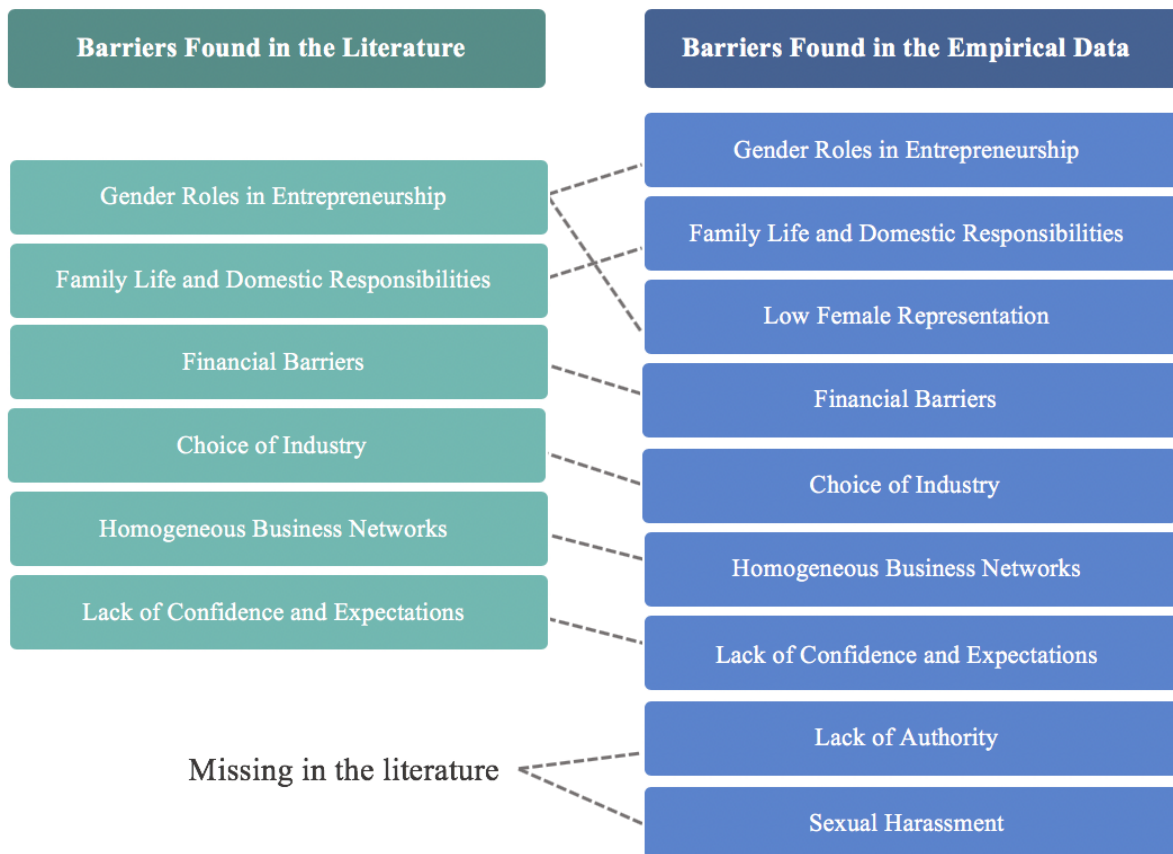 Barriers Found in the Literature
Barriers Found in the Empirical Data
Gender Roles in Entrepreneurship
Family Life and Domestic Responsibilities
Financial Barriers
Choice of Industry
Homogeneous Business Networks
Lack of Confidence and Expectations
Missing in the literature
Gender Roles in Entrepreneurship
Family Life and Domestic Responsibilities
Low Female Representation
Financial Barriers
Choice of Industry
Homogeneous Business Networks
Lack of Confidence and Expectations
Lack of Authority
Sexual Harassment